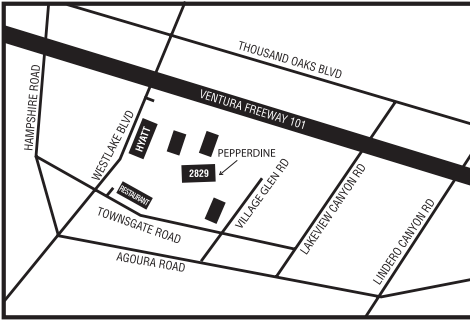 THOUSAND OAKS BLVD
HAMPSHIRE ROAD
VENTURA FREEWAY 101
WESTLAKE BLVD
HYATT
PEPPERDINE
2829
RESTAURANT
VILLAGE GLEN RD
LAKEVIEW CANYON RD
LINDERO CANYON RD
TOWNSGATE ROAD
AGOURA ROAD